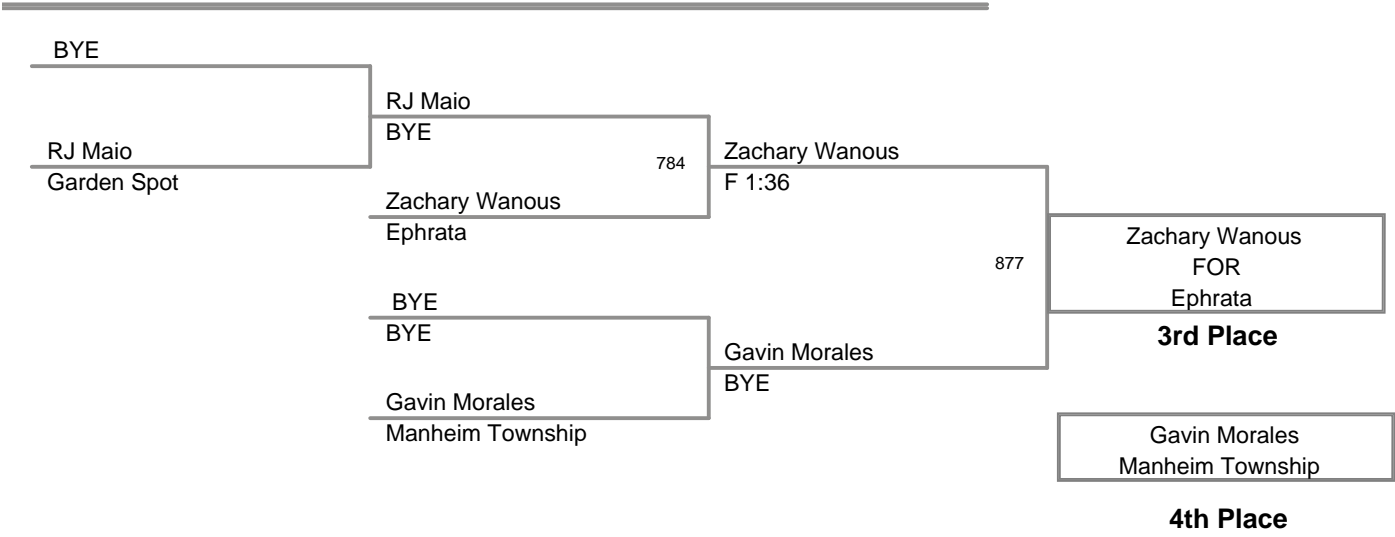 BYE
RJ Maio
Garden Spot
RJ Maio
BYE
784
Zachary Wanous
Ephrata
BYE
BYE
Gavin Morales
Manheim Township
Zachary Wanous
F 1:36
877
Gavin Morales
BYE
Zachary Wanous
FOR
Ephrata
3rd Place
Gavin Morales
Manheim Township
4th Place